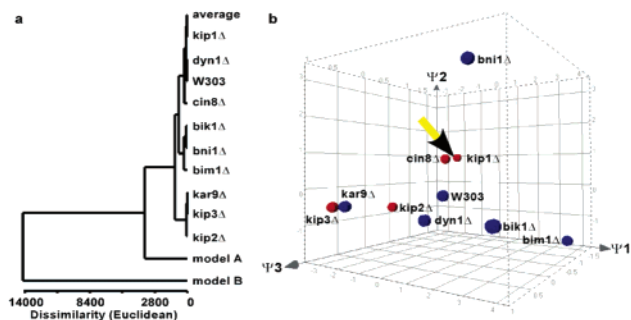 a
average
kip1Δ
dyn1Δ
W303
cin8Δ
bik1Δ
bni1Δ
bim1Δ
kar9Δ
kip3Δ
kip2Δ
model A
model B
14000 8400 2800 0
Dissimilarity (Euclidean)
b
bni1Δ
Ψ2
cin8Δ kip1Δ
W303
kar9Δ kip2Δ
kip3Δ dyn1Δ bik1Δ
bim1Δ
Ψ1
Ψ3